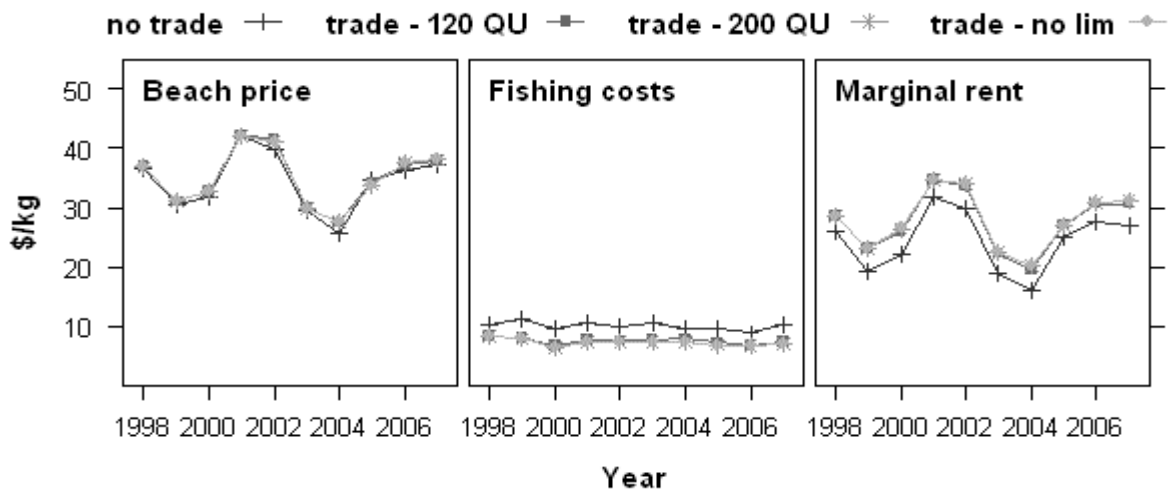 no trade trade - 120 QU trade - 200 QU trade - no lim
Beach price Fishing costs Marginal rent
50
40
30
20
10
$/kg
1998 2000 2002 2004 2006 1998 2000 2002 2004 2006 1998 2000 2002 2004 2006
Year